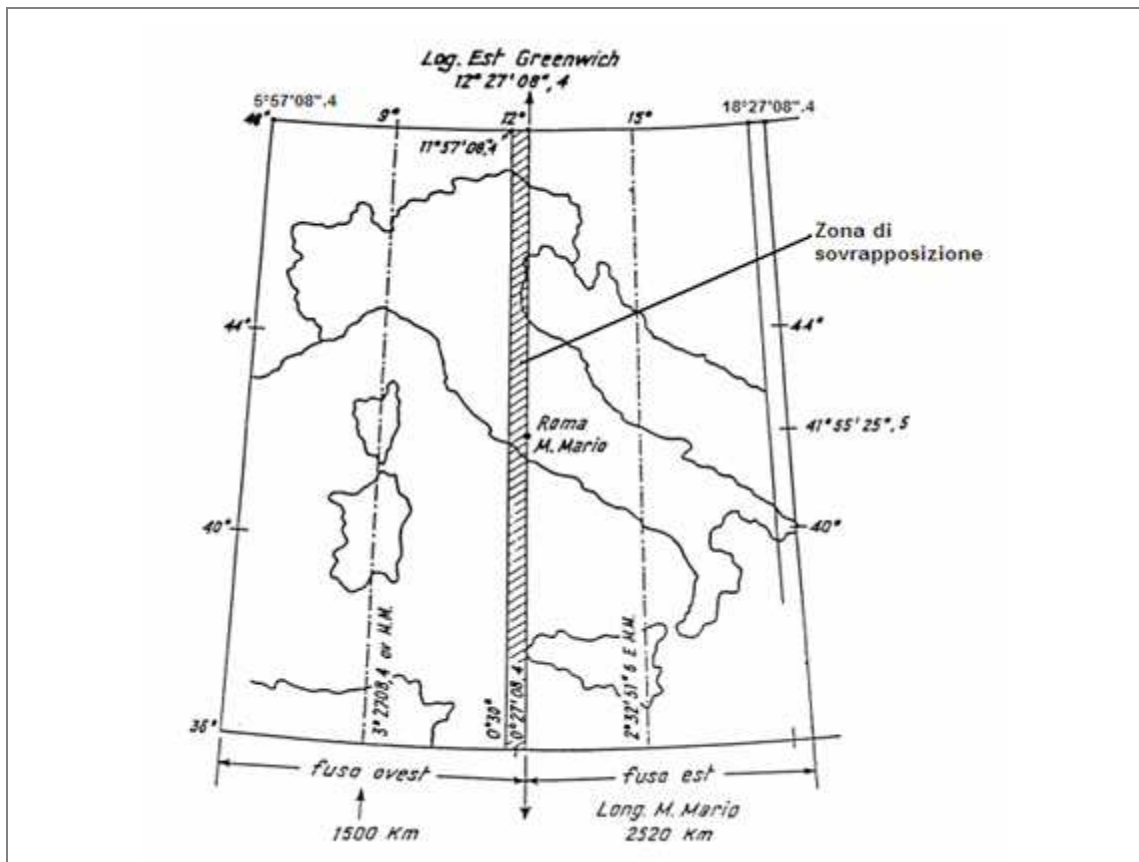 Log. Est Greenwich
12° 27' 08", 4
5°57'08",4
18°27'08",4
9°
12°
15°
11°57'08",4
Zona di
sovrapposizione
44°
44°
Roma
M. Mario
41° 55' 25", 5
40°
40°
3° 2708,4 ov M.M.
0°30'
0°27'08",4
2°32'51"6 E M.M.
36°
fuso ovest
fuso est
Long. M. Mario
1500 Km
2520 Km